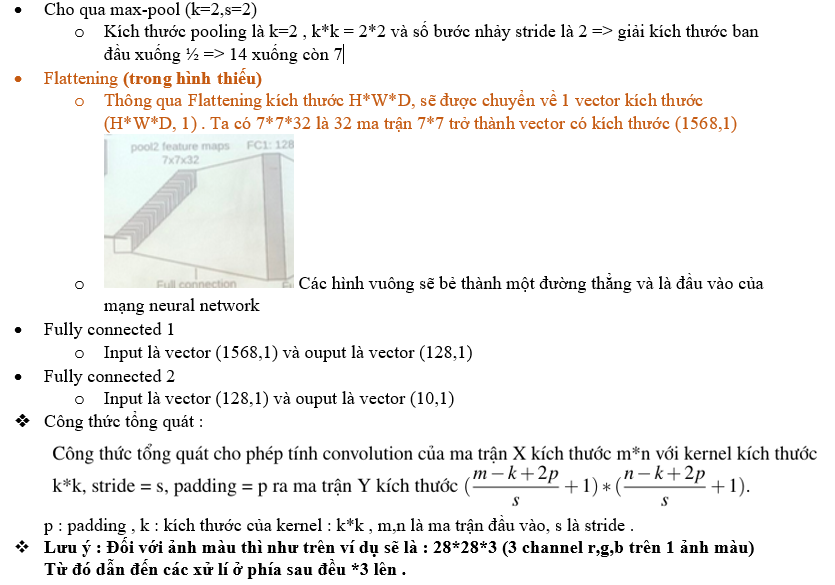 • Cho qua max-pool (k=2,s=2)
o Kích thước pooling là k=2 , k*k = 2*2 và số bước nhảy stride là 2 => giải kích thước ban
đầu xuống ½ => 14 xuống còn 7
• Flattening (trong hình thiếu)
o Thông qua Flattening kích thước H*W*D, sẽ được chuyển về 1 vector kích thước
(H*W*D, 1) . Ta có 7*7*32 là 32 ma trận 7*7 trở thành vector có kích thước (1568,1)
pool2 feature maps FC1: 128
7x7x32
Full connection
o Các hình vuông sẽ bẻ thành một đường thẳng và là đầu vào của
mạng neural network
• Fully connected 1
o Input là vector (1568,1) và ouput là vector (128,1)
• Fully connected 2
o Input là vector (128,1) và ouput là vector (10,1)
❖ Công thức tổng quát :
Công thức tổng quát cho phép tính convolution của ma trận X kích thước m*n với kernel kích thước
k*k, stride = s, padding = p ra ma trận Y kích thước (\frac{m-k+2p}{s}+1) * (\frac{n-k+2p}{s}+1).
p : padding , k : kích thước của kernel : k*k , m,n là ma trận đầu vào, s là stride .
❖ Lưu ý : Đối với ảnh màu thì như trên ví dụ sẽ là : 28*28*3 (3 channel r,g,b trên 1 ảnh màu)
Từ đó dẫn đến các xử lí ở phía sau đều *3 lên .